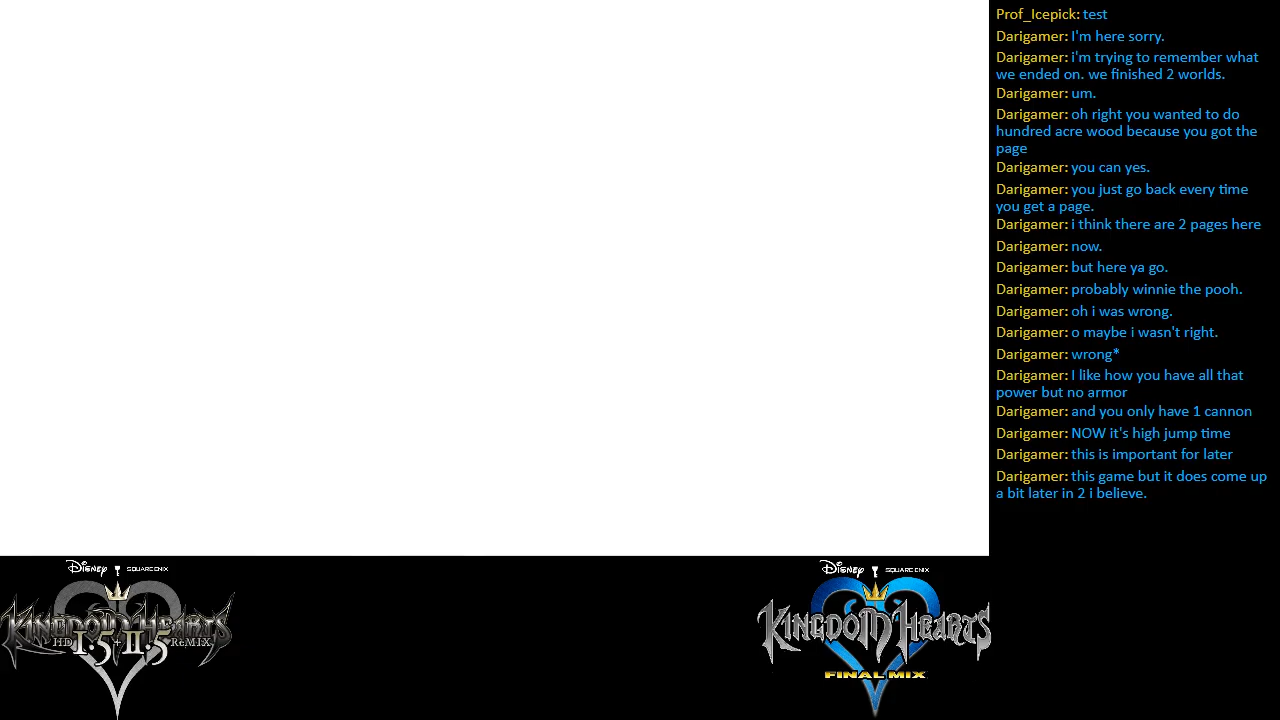 Prof_Icepick: test
Darigamer: I'm here sorry.
Darigamer: i'm trying to remember what
we ended on. we finished 2 worlds.
Darigamer: um.
Darigamer: oh right you wanted to do
hundred acre wood because you got the
page
Darigamer: you can yes.
Darigamer: you just go back every time
you get a page.
Darigamer: i think there are 2 pages here
Darigamer: now.
Darigamer: but here ya go.
Darigamer: probably winnie the pooh.
Darigamer: oh i was wrong.
Darigamer: o maybe i wasn't right.
Darigamer: wrong*
Darigamer: I like how you have all that
power but no armor
Darigamer: and you only have 1 cannon
Darigamer: NOW it's high jump time
Darigamer: this is important for later
Darigamer: this game but it does come up
a bit later in 2 i believe.
Disney SQUARE ENIX
KINGDOM HEARTS
HD I.5+II.5 ReMIX
Disney SQUARE ENIX
KINGDOM HEARTS
FINAL MIX